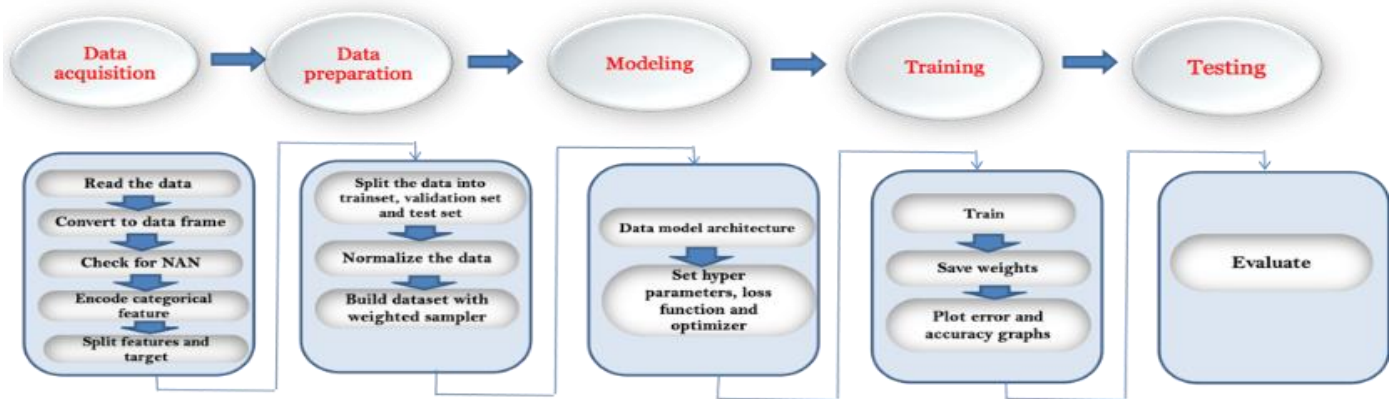 Data
acquisition
Data
preparation
Modeling
Training
Testing
Read the data
Convert to data frame
Check for NAN
Encode categorical
feature
Split features and
target
Split the data into
trainset, validation set
and test set
Normalize the data
Build dataset with
weighted sampler
Data model architecture
Set hyper
parameters, loss
function and
optimizer
Train
Save weights
Plot error and
accuracy graphs
Evaluate